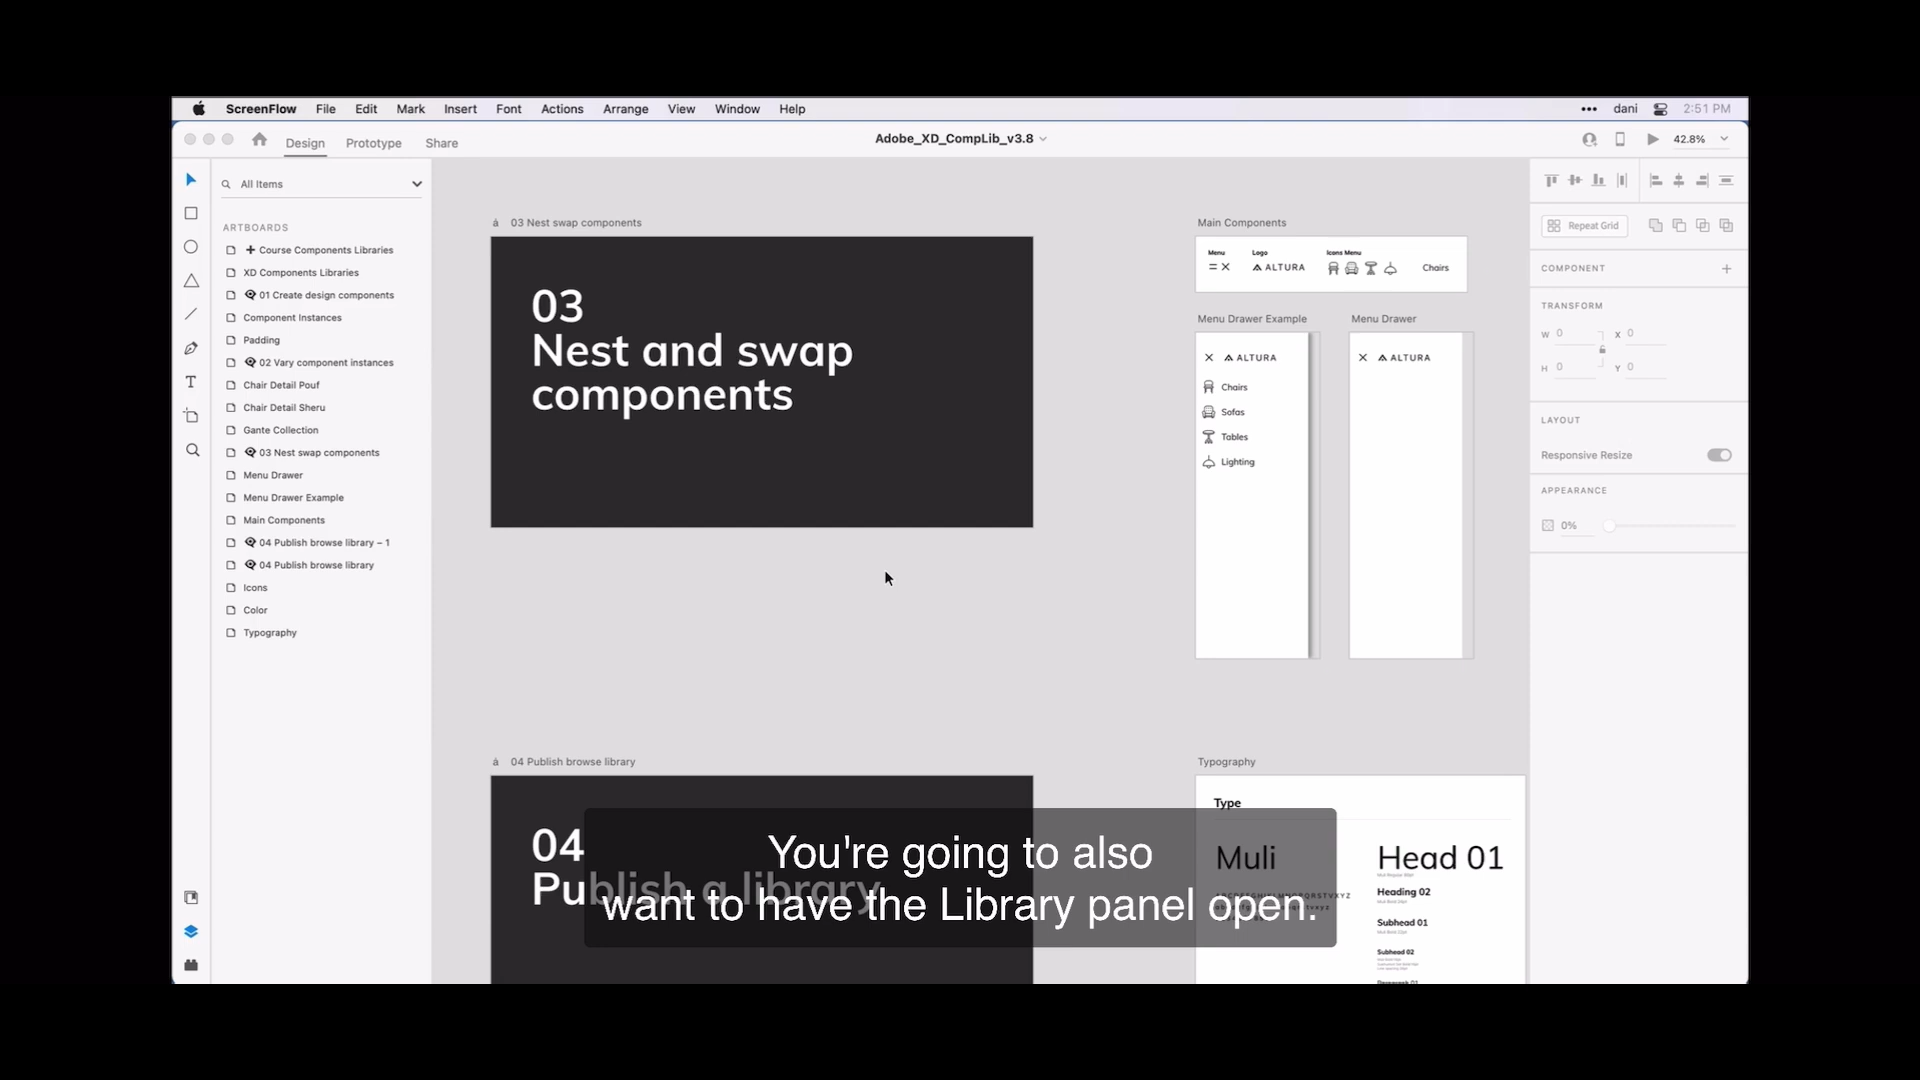 ScreenFlow File Edit Mark Insert Font Actions Arrange View Window Help ••• dani 2:51 PM
Design Prototype Share Adobe_XD_CompLib_v3.8 42.8%
All Items
ARTBOARDS
Course Components Libraries
XD Components Libraries
01 Create design components
Component Instances
Padding
02 Vary component instances
Chair Detail Pouf
Chair Detail Sheru
Gante Collection
03 Nest swap components
Menu Drawer
Menu Drawer Example
Main Components
04 Publish browse library – 1
04 Publish browse library
Icons
Color
Typography
03 Nest swap components
03
Nest and swap
components
Main Components
Menu Logo Icons Menu
ALTURA Chairs
Menu Drawer Example Menu Drawer
ALTURA
Chairs
Sofas
Tables
Lighting
ALTURA
04 Publish browse library
04
Publish a library
Typography
Type
Muli
Head 01
Heading 02
Subhead 01
Subhead 02
Repeat Grid
COMPONENT
TRANSFORM
W 0 X 0
H 0 Y 0
LAYOUT
Responsive Resize
APPEARANCE
0%
You're going to also
want to have the Library panel open.